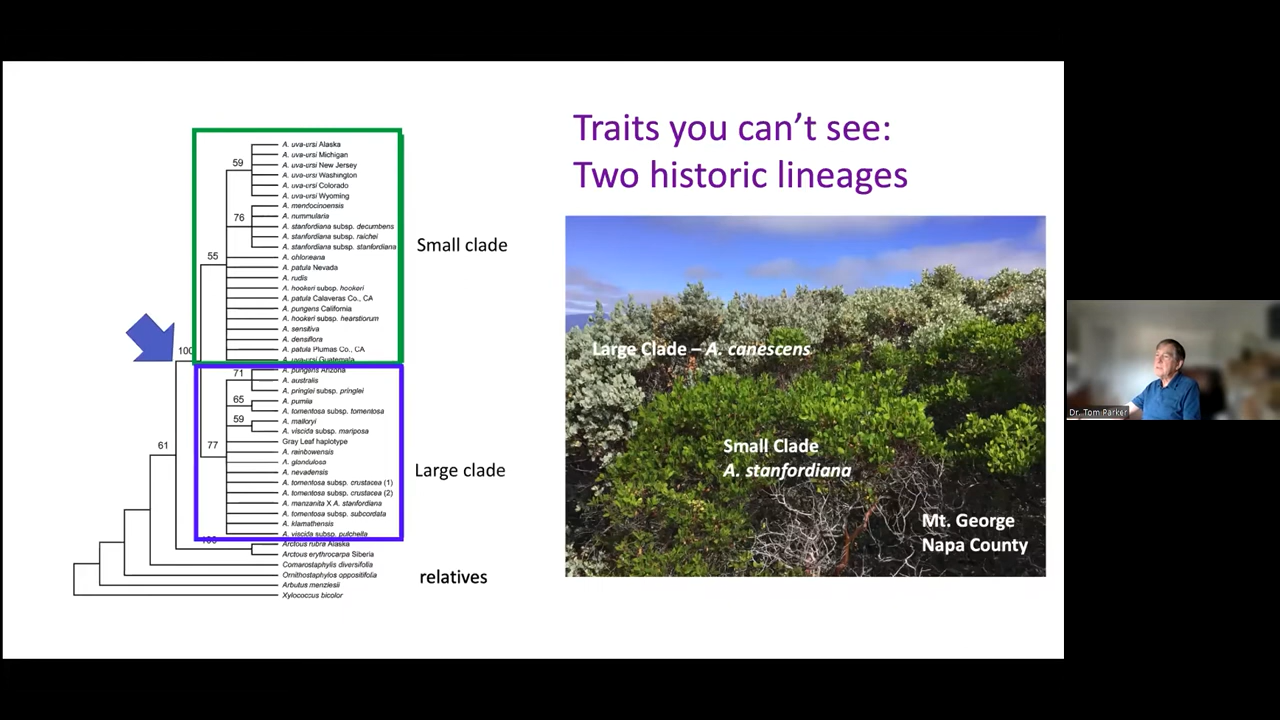 Traits you can't see:
Two historic lineages
59
A. uva-ursi Alaska
A. uva-ursi Michigan
A. uva-ursi New Jersey
A. uva-ursi Washington
A. uva-ursi Colorado
A. uva-ursi Wyoming
76
A. mendocinoensis
A. nummularia
A. stanfordiana subsp. decumbens
A. stanfordiana subsp. raichei
A. stanfordiana subsp. stanfordiana
55
A. ohloneana
A. patula Nevada
A. rudis
A. hookeri subsp. hookeri
A. patula Calaveras Co., CA
A. pungens California
A. hookeri subsp. hearstiorum
A. sensitiva
A. densiflora
A. patula Plumas Co., CA
A. uva-ursi Guatemala
Small clade
100
71
A. pungens Arizona
A. australis
A. pringlei subsp. pringlei
65
A. pumila
A. tomentosa subsp. tomentosa
59
A. malloryi
A. viscida subsp. mariposa
61
77
Gray Leaf haplotype
A. rainbowensis
A. glandulosa
A. nevadensis
A. tomentosa subsp. crustacea (1)
A. tomentosa subsp. crustacea (2)
A. manzanita X A. stanfordiana
A. tomentosa subsp. subcordata
A. klamathensis
A. viscida subsp. pulchella
Large clade
100
Arctous rubra Alaska
Arctous erythrocarpa Siberia
Comarostaphylis diversifolia
Ornithostaphylos oppositifolia
Arbutus menziesii
Xylococcus bicolor
relatives
Large Clade – A. canescens
Small Clade
A. stanfordiana
Mt. George
Napa County
Dr. Tom Parker